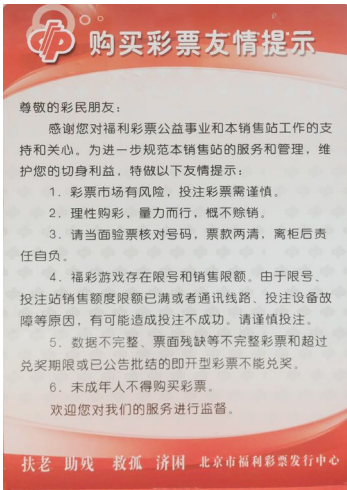 购买彩票友情提示
尊敬的彩民朋友：
感谢您对福利彩票公益事业和本销售站工作的支
持和关心。为进一步规范本销售站的服务和管理，维
护您的切身利益，特做以下友情提示：
1．彩票市场有风险，投注彩票需谨慎。
2．理性购彩，量力而行，概不赊销。
3．请当面验票核对号码，票款两清，离柜后责
任自负。
4．福彩游戏存在限号和销售限额。由于限号、
投注站销售额度限额已满或者通讯线路、投注设备故
障等原因，有可能造成投注不成功。请谨慎投注。
5．数据不完整、票面残缺等不完整彩票和超过
兑奖期限或已公告批结的即开型彩票不能兑奖。
6．未成年人不得购买彩票。
欢迎您对我们的服务进行监督。
扶老 助残 救孤 济困 北京市福利彩票发行中心